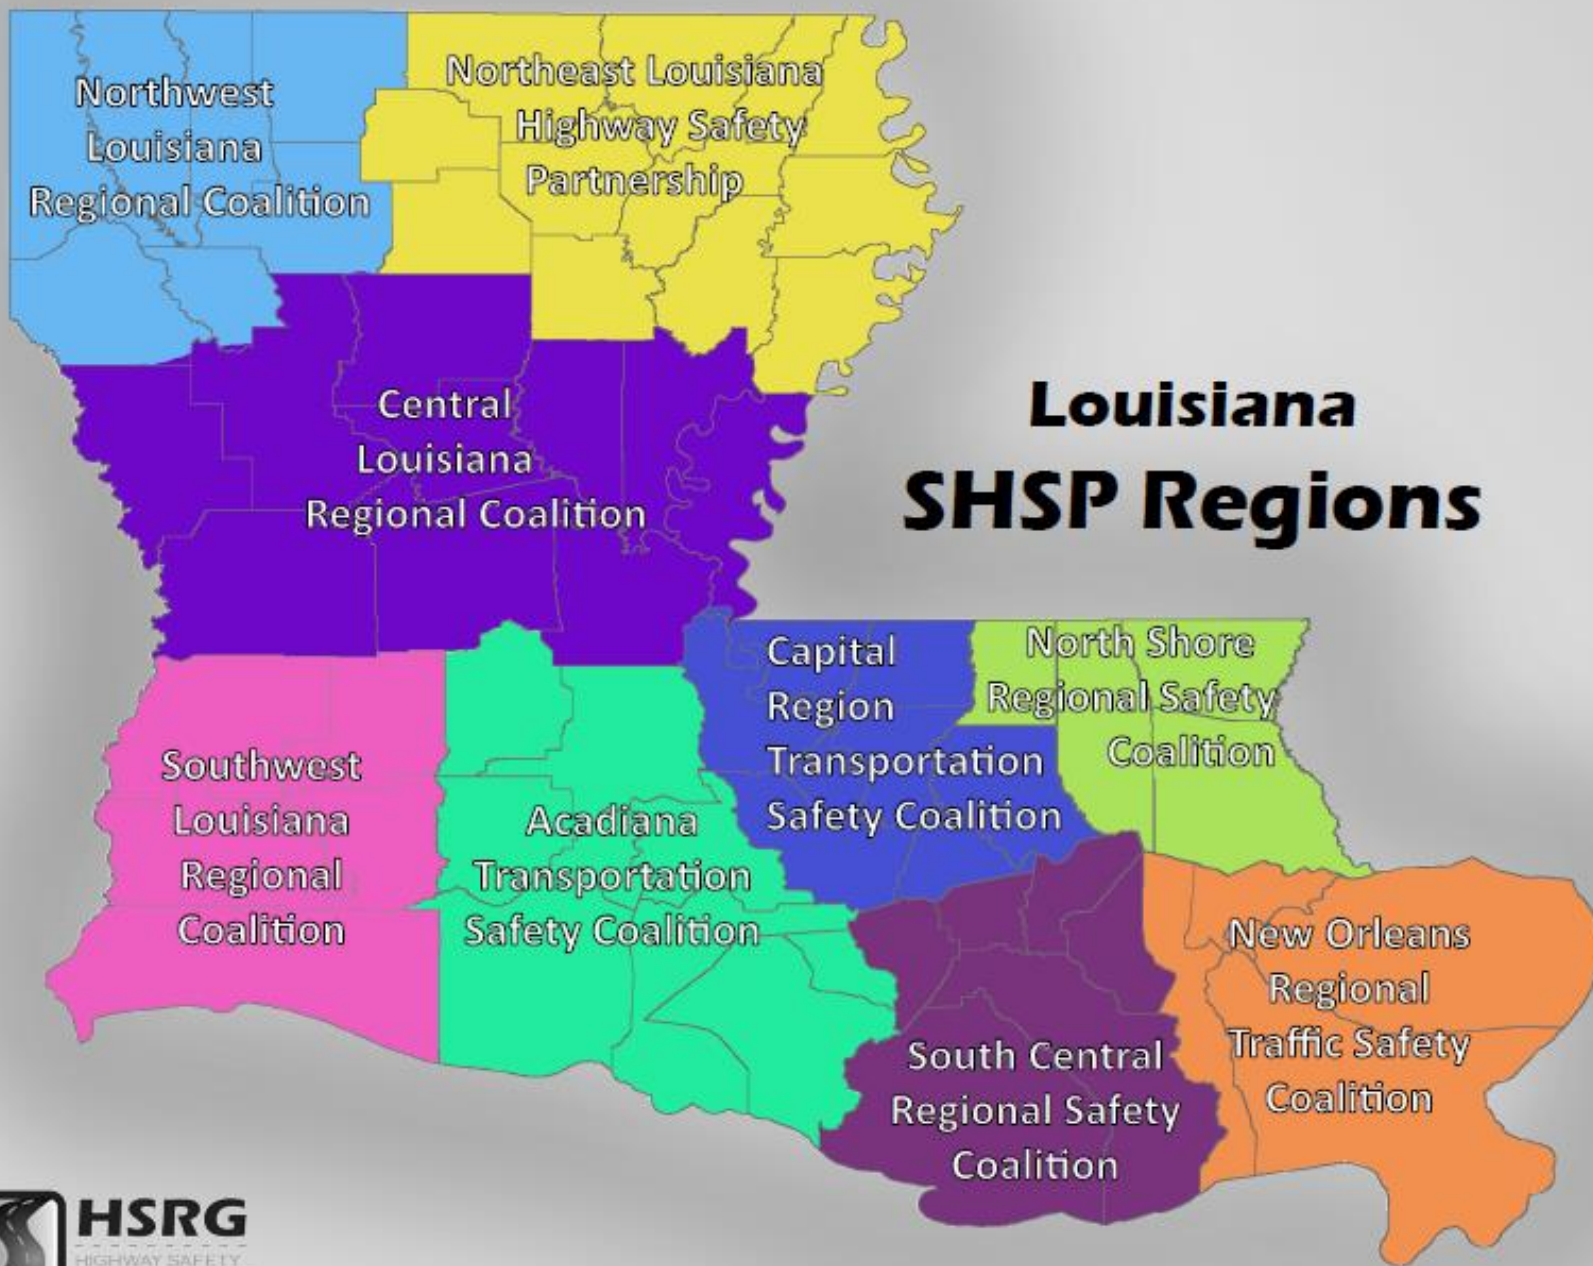 Northwest
Louisiana
Regional Coalition
Northeast Louisiana
Highway Safety
Partnership
Central
Louisiana
Regional Coalition
Louisiana
SHSP Regions
Capital
Region
Transportation
Safety Coalition
North Shore
Regional Safety
Coalition
Southwest
Louisiana
Regional
Coalition
Acadiana
Transportation
Safety Coalition
New Orleans
Regional
Traffic Safety
Coalition
South Central
Regional Safety
Coalition
HSRG
HIGHWAY SAFETY